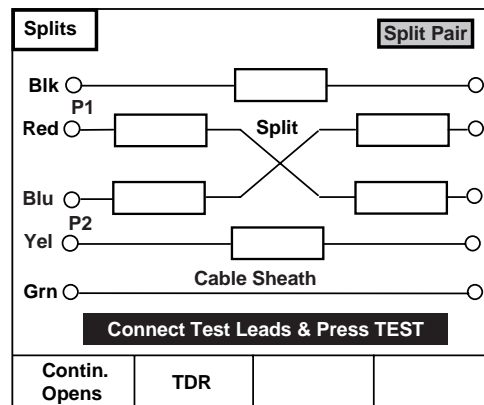 Splits
Split Pair
Blk
P1
Red
Split
Blu
P2
Yel
Cable Sheath
Grn
Connect Test Leads & Press TEST
Contin.
Opens
TDR